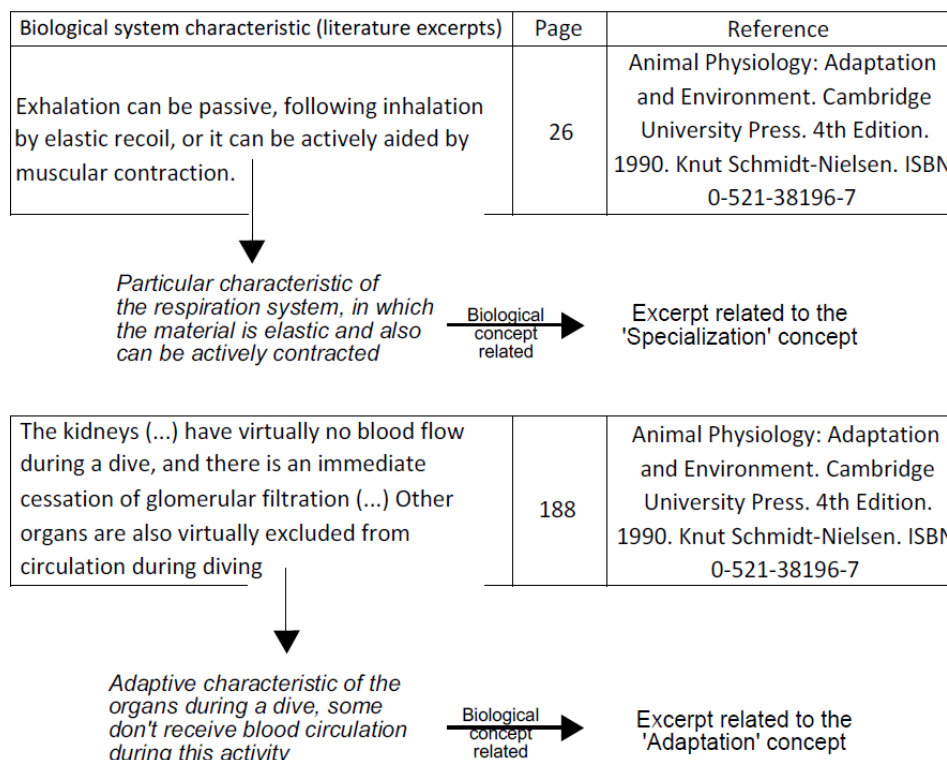 Biological system characteristic (literature excerpts) Page Reference
Exhalation can be passive, following inhalation
by elastic recoil, or it can be actively aided by
muscular contraction.
26
Animal Physiology: Adaptation
and Environment. Cambridge
University Press. 4th Edition.
1990. Knut Schmidt-Nielsen. ISBN
0-521-38196-7
Particular characteristic of
the respiration system, in which
the material is elastic and also
can be actively contracted
Biological
concept
related
Excerpt related to the
'Specialization' concept
The kidneys (...) have virtually no blood flow
during a dive, and there is an immediate
cessation of glomerular filtration (...) Other
organs are also virtually excluded from
circulation during diving
188
Animal Physiology: Adaptation
and Environment. Cambridge
University Press. 4th Edition.
1990. Knut Schmidt-Nielsen. ISBN
0-521-38196-7
Adaptive characteristic of the
organs during a dive, some
don't receive blood circulation
during this activity
Biological
concept
related
Excerpt related to the
'Adaptation' concept